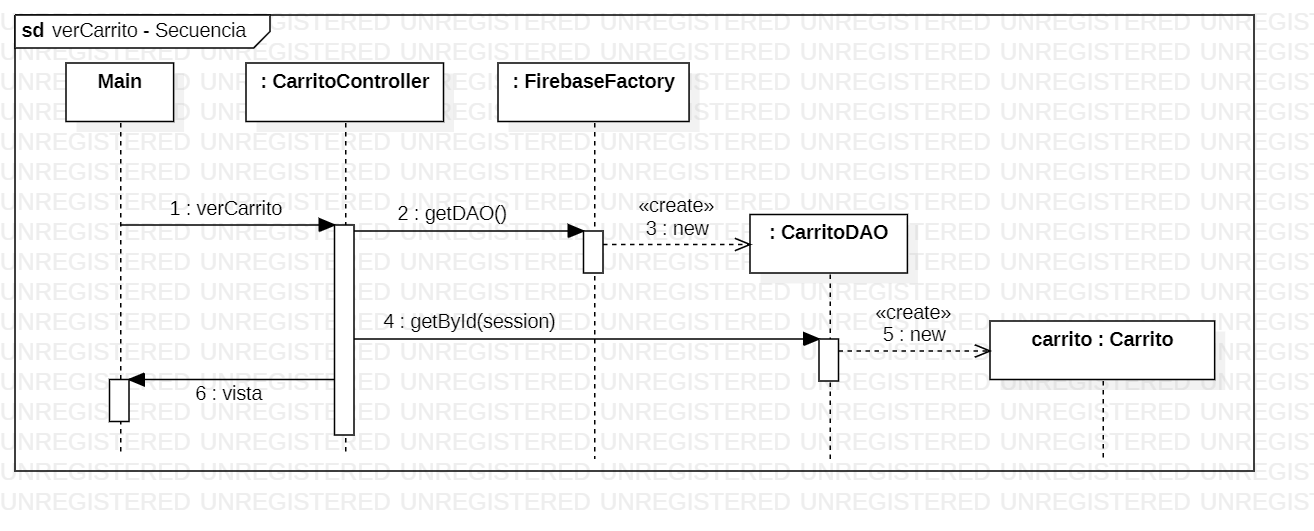 sd verCarrito - Secuencia
Main
: CarritoController
: FirebaseFactory
1 : verCarrito
2 : getDAO()
«create»
3 : new
: CarritoDAO
4 : getById(session)
«create»
5 : new
carrito : Carrito
6 : vista
UNREGISTERED